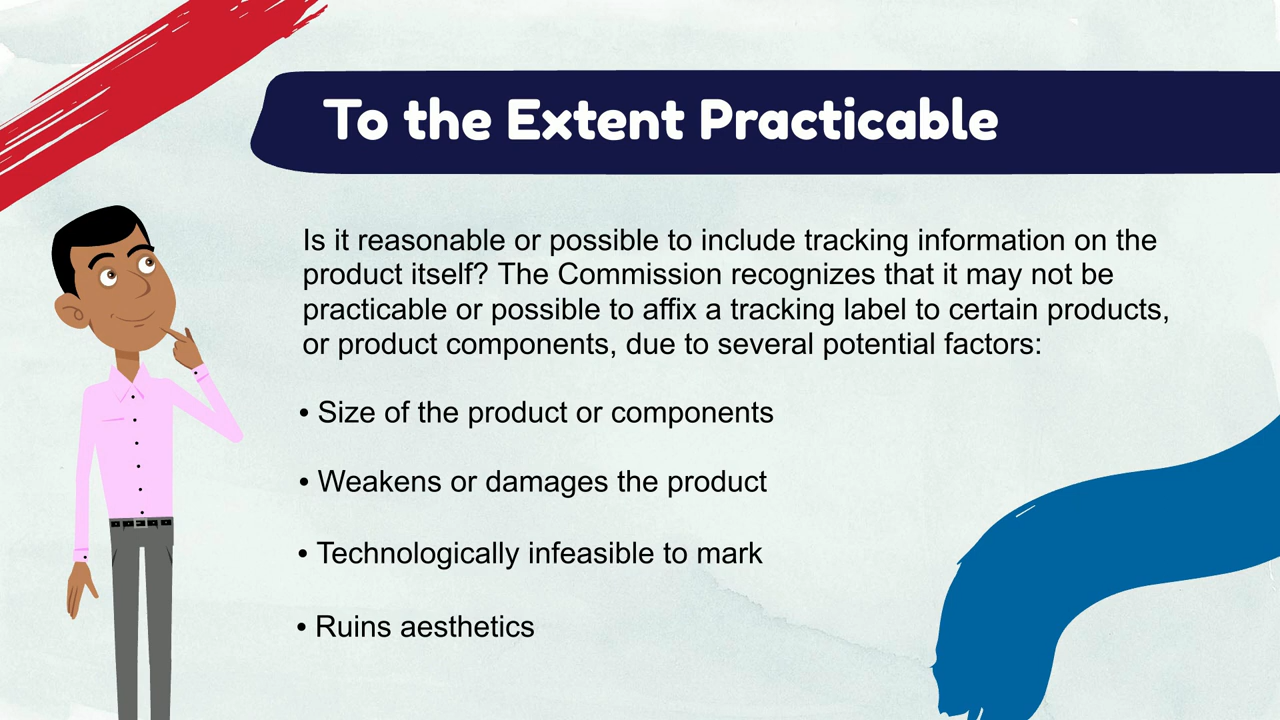 To the Extent Practicable
Is it reasonable or possible to include tracking information on the
product itself? The Commission recognizes that it may not be
practicable or possible to affix a tracking label to certain products,
or product components, due to several potential factors:
• Size of the product or components
• Weakens or damages the product
• Technologically infeasible to mark
• Ruins aesthetics